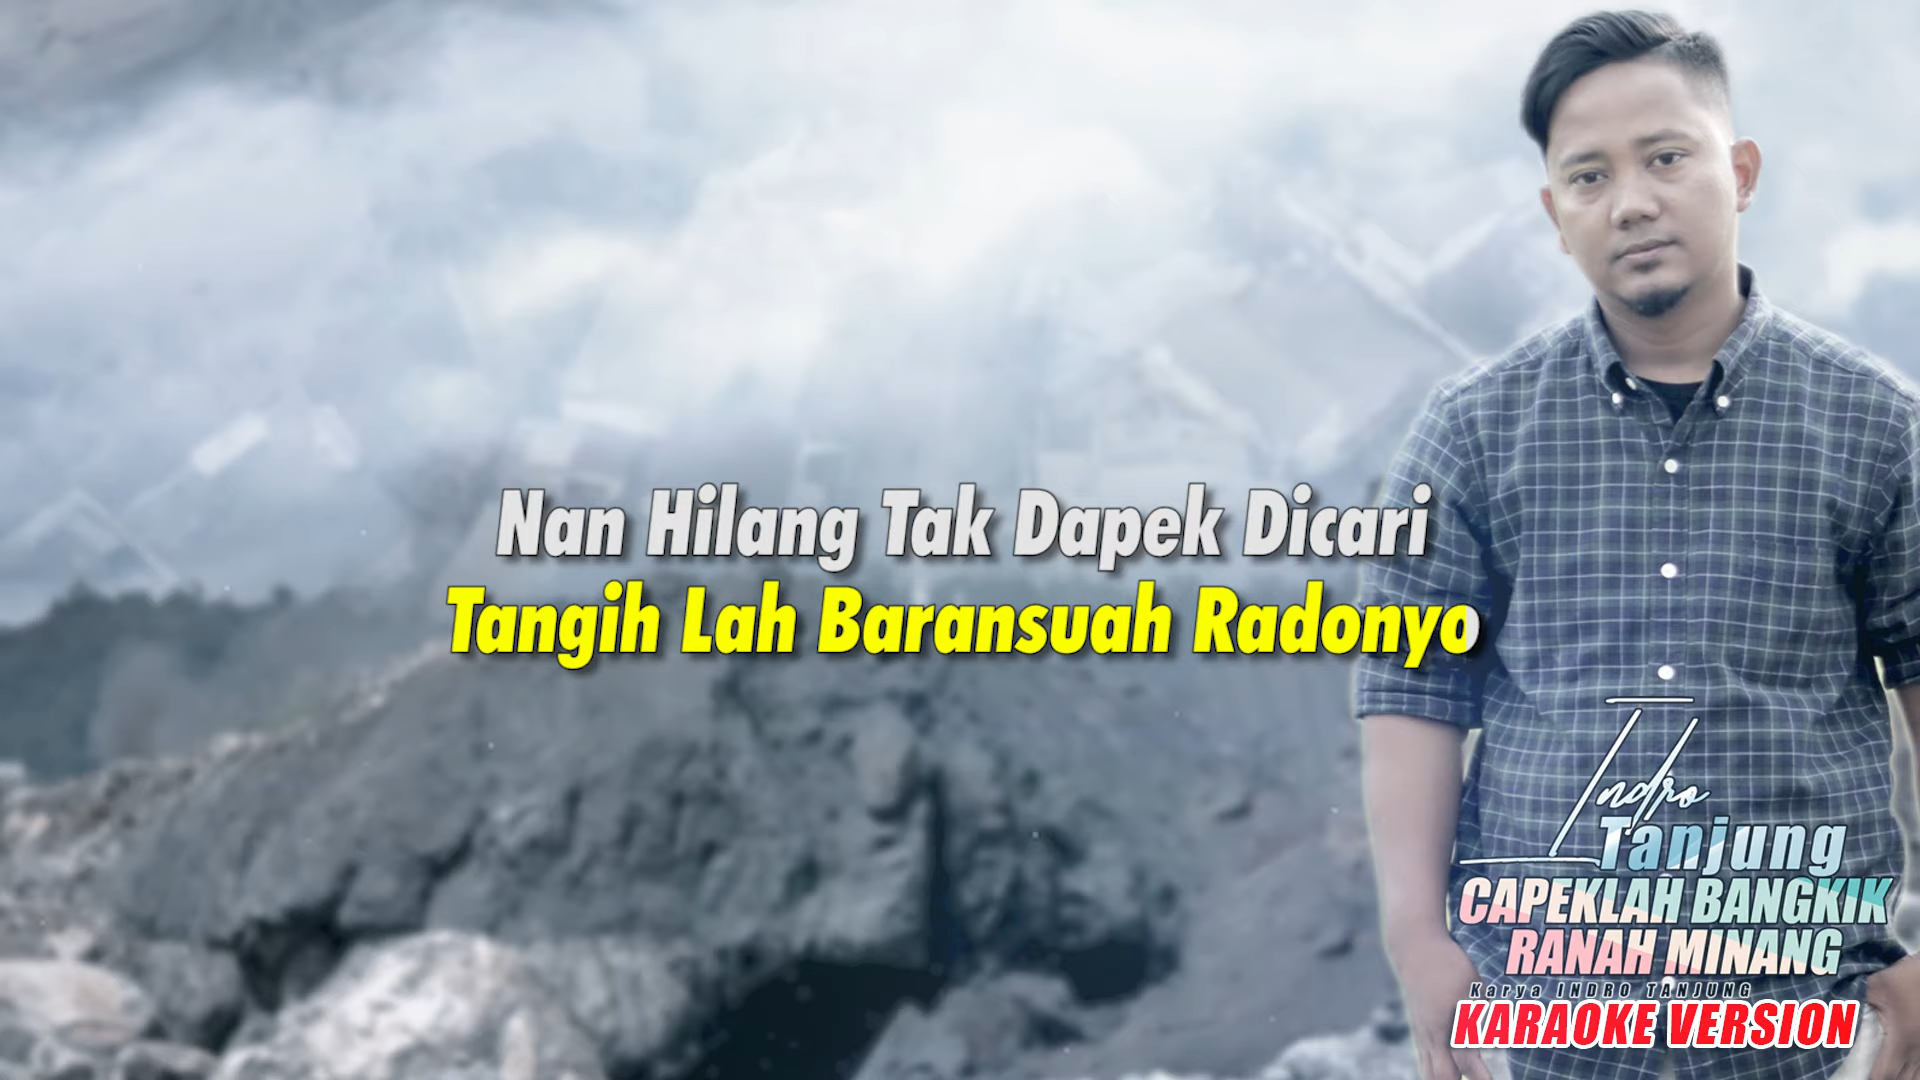 Nan Hilang Tak Dapek Dicari
Tangih Lah Baransuah Radonyo
Indro
Tanjung
CAPEKLAH BANGKIK
RANAH MINANG
Karya INDRO TANJUNG
KARAOKE VERSION